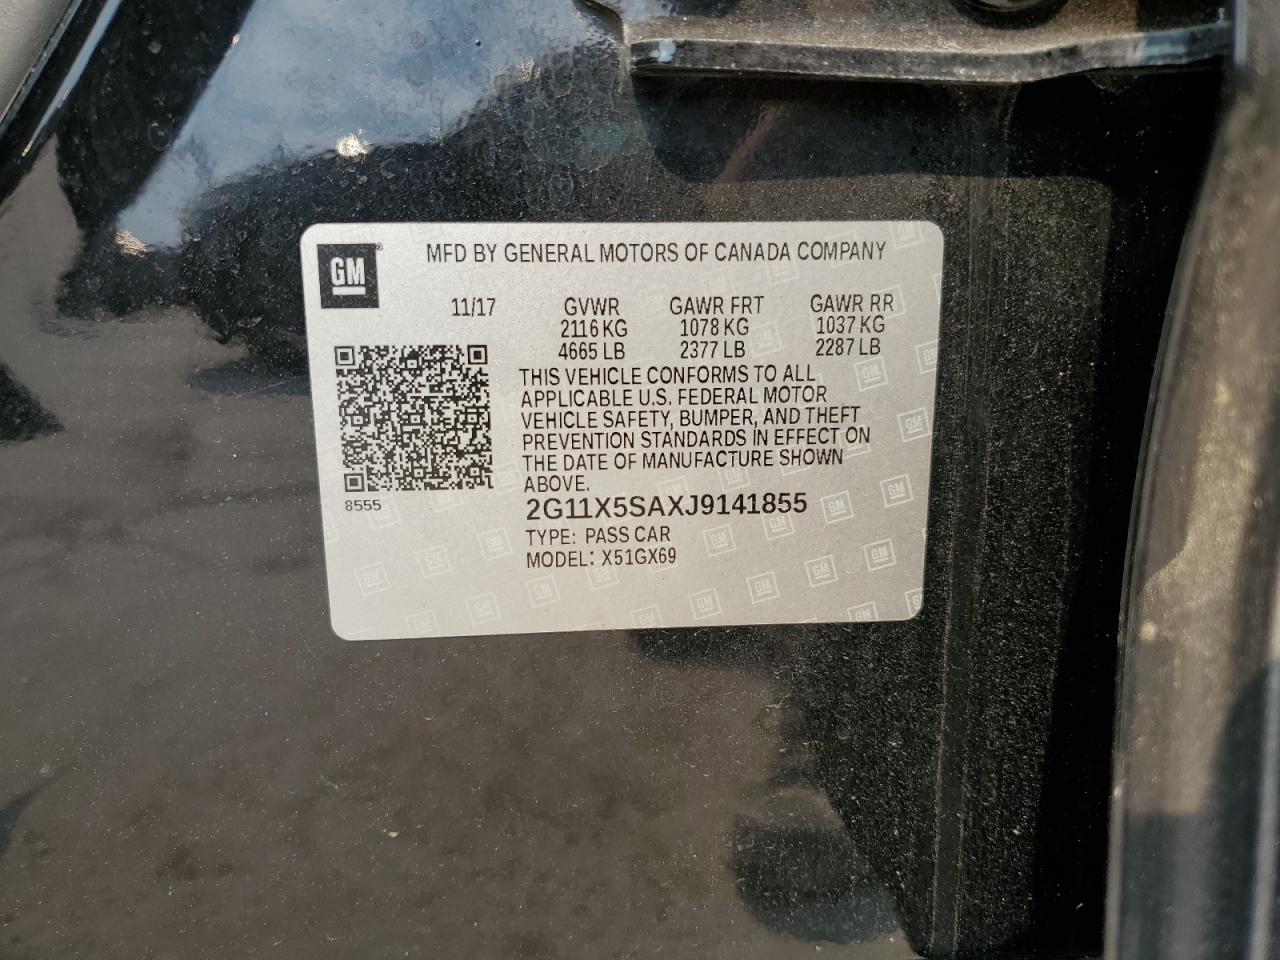 GM
MFD BY GENERAL MOTORS OF CANADA COMPANY
11/17 GVWR GAWR FRT GAWR RR
2116 KG 1078 KG 1037 KG
4665 LB 2377 LB 2287 LB
THIS VEHICLE CONFORMS TO ALL
APPLICABLE U.S. FEDERAL MOTOR
VEHICLE SAFETY, BUMPER, AND THEFT
PREVENTION STANDARDS IN EFFECT ON
THE DATE OF MANUFACTURE SHOWN
ABOVE.
8555
2G11X5SAXJ9141855
TYPE: PASS CAR
MODEL: X51GX69